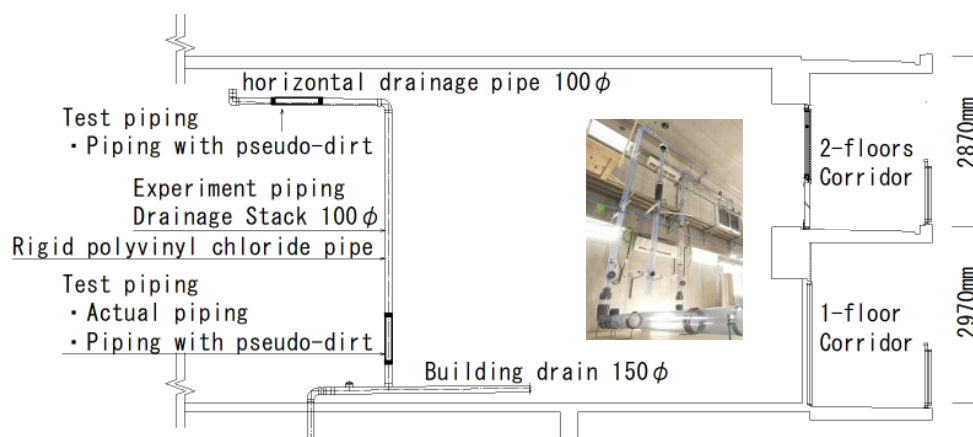 horizontal drainage pipe 100φ
Test piping
・Piping with pseudo-dirt
Experiment piping
Drainage Stack 100φ
Rigid polyvinyl chloride pipe
Test piping
・Actual piping
・Piping with pseudo-dirt
Building drain 150φ
2-floors
Corridor
2870mm
1-floor
Corridor
2970mm